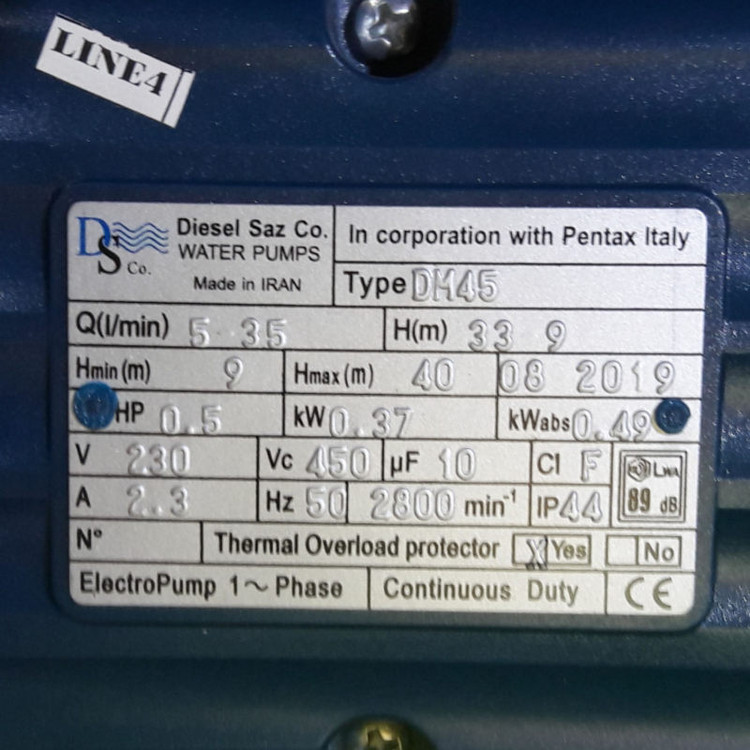 LINE4
DS Co.
Diesel Saz Co.
WATER PUMPS
Made in IRAN
In corporation with Pentax Italy
Type DM45
Q(l/min) 5-35 H(m) 33-9
Hmin (m) 9 Hmax (m) 40 08 2019
HP 0.5 kW 0.37 kWabs 0.49
V 230 Vc 450 µF 10 Cl F LWA
A 2.3 Hz 50 2800 min⁻¹ IP44 89 dB
N° Thermal Overload protector X Yes No
ElectroPump 1~ Phase Continuous Duty CE